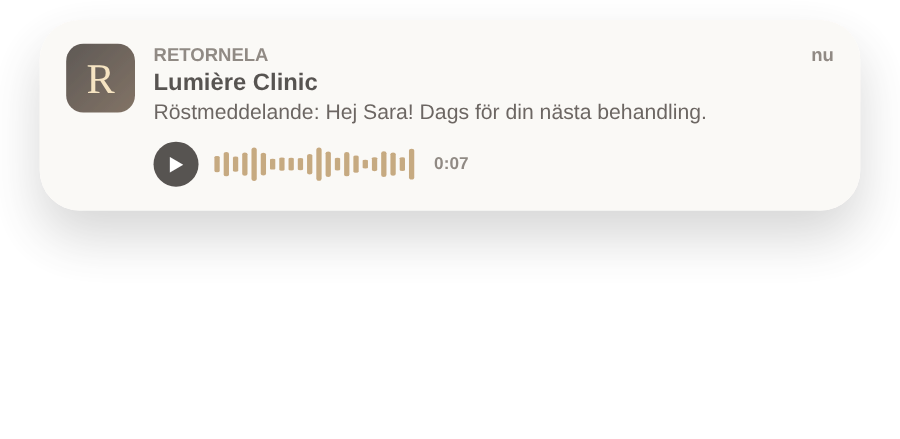 R
RETORNELA
nu
Lumière Clinic
Röstmeddelande: Hej Sara! Dags för din nästa behandling.
0:07